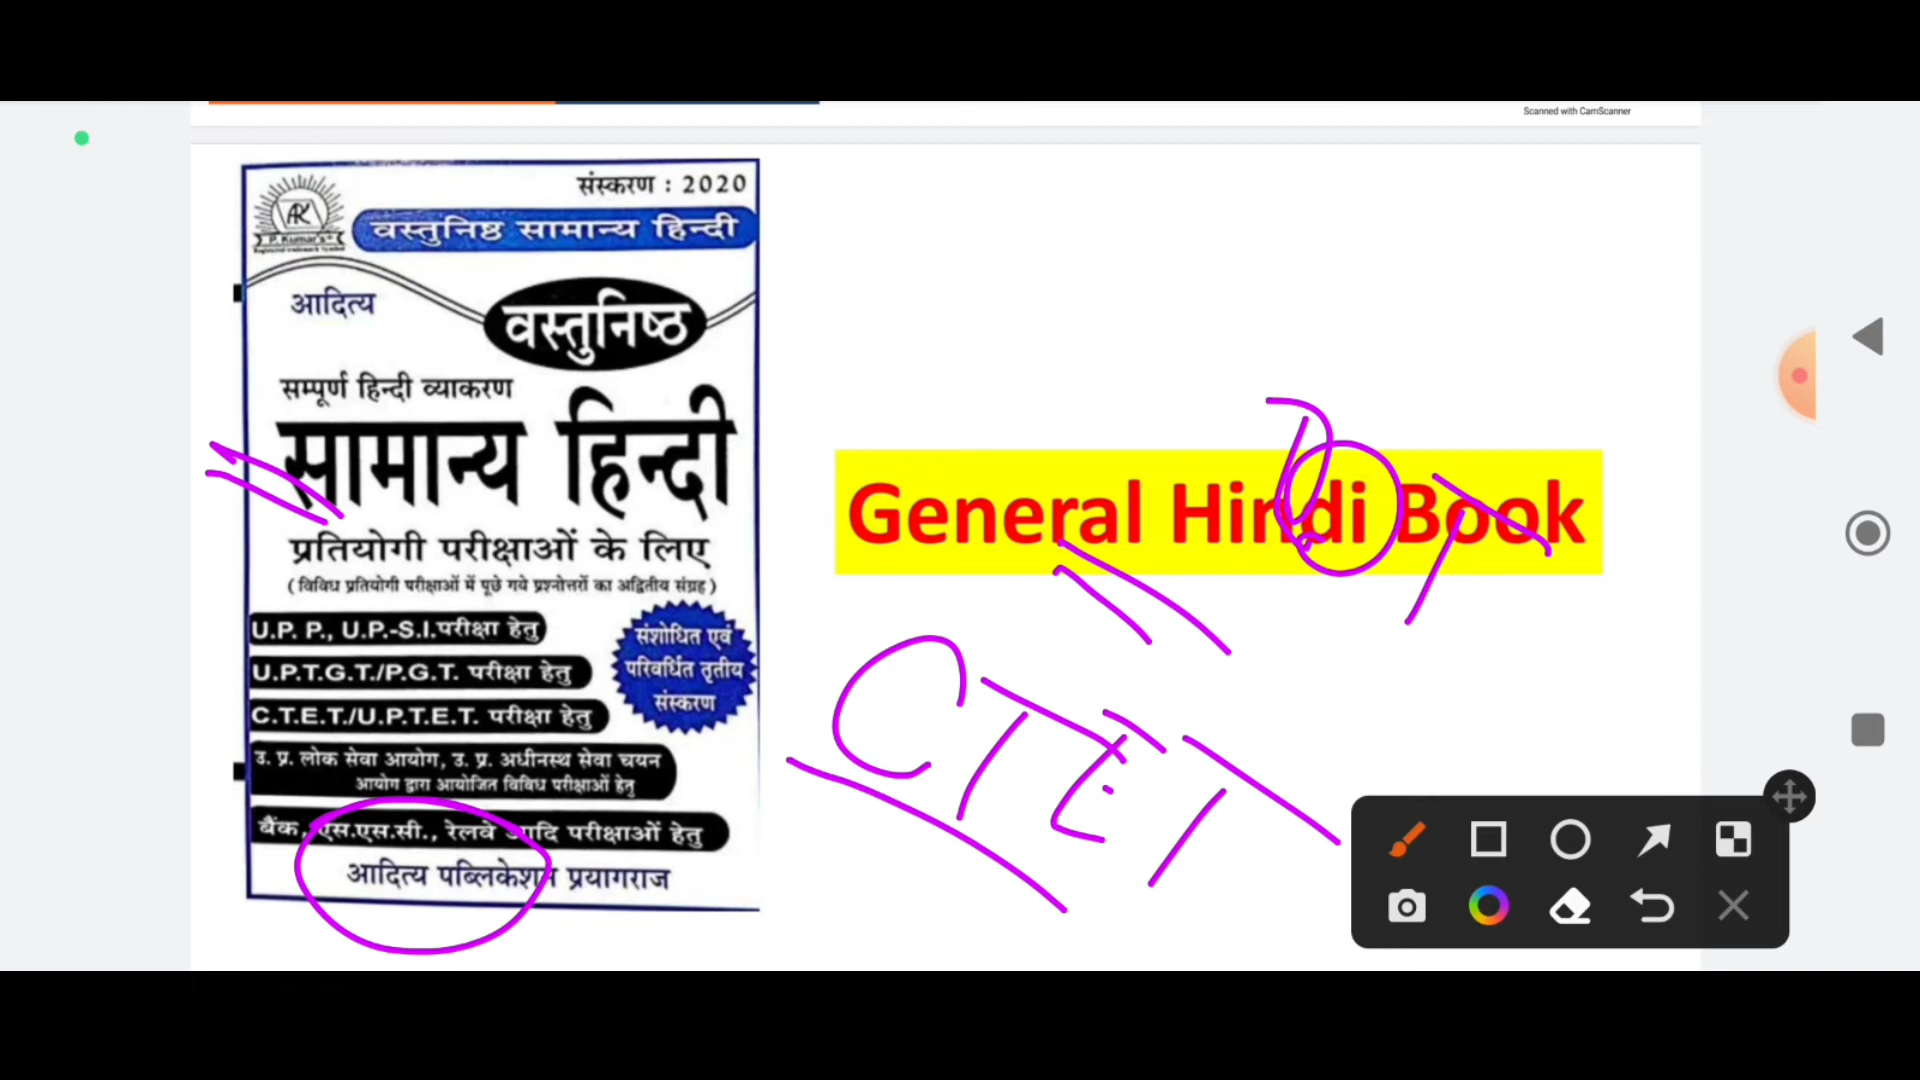 Scanned with CamScanner
संस्करण : 2020
P. Kumar's
वस्तुनिष्ठ सामान्य हिन्दी
आदित्य
वस्तुनिष्ठ
सम्पूर्ण हिन्दी व्याकरण
सामान्य हिन्दी
प्रतियोगी परीक्षाओं के लिए
( विविध प्रतियोगी परीक्षाओं में पूछे गये प्रश्नोत्तरों का अद्वितीय संग्रह )
U.P. P., U.P.-S.I.परीक्षा हेतु
U.P.T.G.T./P.G.T. परीक्षा हेतु
C.T.E.T./U.P.T.E.T. परीक्षा हेतु
संशोधित एवं
परिवर्धित तृतीय
संस्करण
उ. प्र. लोक सेवा आयोग, उ. प्र. अधीनस्थ सेवा चयन
आयोग द्वारा आयोजित विविध परीक्षाओं हेतु
बैंक, एस.एस.सी., रेलवे आदि परीक्षाओं हेतु
आदित्य पब्लिकेशन प्रयागराज
General Hindi Book
CTET